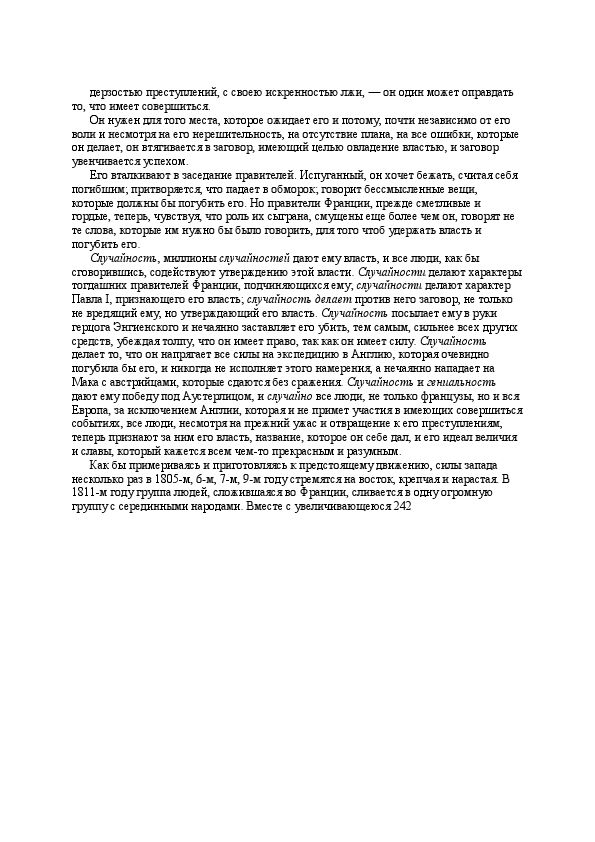 дерзостью преступлений, с своею искренностью лжи, — он один может оправдать
то, что имеет совершиться.
Он нужен для того места, которое ожидает его и потому, почти независимо от его
воли и несмотря на его нерешительность, на отсутствие плана, на все ошибки, которые
он делает, он втягивается в заговор, имеющий целью овладение властью, и заговор
увенчивается успехом.
Его вталкивают в заседание правителей. Испуганный, он хочет бежать, считая себя
погибшим; притворяется, что падает в обморок; говорит бессмысленные вещи,
которые должны бы погубить его. Но правители Франции, прежде сметливые и
гордые, теперь, чувствуя, что роль их сыграна, смущены еще более чем он, говорят не
те слова, которые им нужно бы было говорить, для того чтоб удержать власть и
погубить его.
Случайность, миллионы случайностей дают ему власть, и все люди, как бы
сговорившись, содействуют утверждению этой власти. Случайности делают характеры
тогдашних правителей Франции, подчиняющихся ему; случайности делают характер
Павла I, признающего его власть; случайность делает против него заговор, не только
не вредящий ему, но утверждающий его власть. Случайность посылает ему в руки
герцога Энгиенского и нечаянно заставляет его убить, тем самым, сильнее всех других
средств, убеждая толпу, что он имеет право, так как он имеет силу. Случайность
делает то, что он напрягает все силы на экспедицию в Англию, которая очевидно
погубила бы его, и никогда не исполняет этого намерения, а нечаянно нападает на
Мака с австрийцами, которые сдаются без сражения. Случайность и гениальность
дают ему победу под Аустерлицом, и случайно все люди, не только французы, но и вся
Европа, за исключением Англии, которая и не примет участия в имеющих совершиться
событиях, все люди, несмотря на прежний ужас и отвращение к его преступлениям,
теперь признают за ним его власть, название, которое он себе дал, и его идеал величия
и славы, который кажется всем чем-то прекрасным и разумным.
Как бы примериваясь и приготовляясь к предстоящему движению, силы запада
несколько раз в 1805-м, 6-м, 7-м, 9-м году стремятся на восток, крепчая и нарастая. В
1811-м году группа людей, сложившаяся во Франции, сливается в одну огромную
группу с серединными народами. Вместе с увеличивающеюся 242